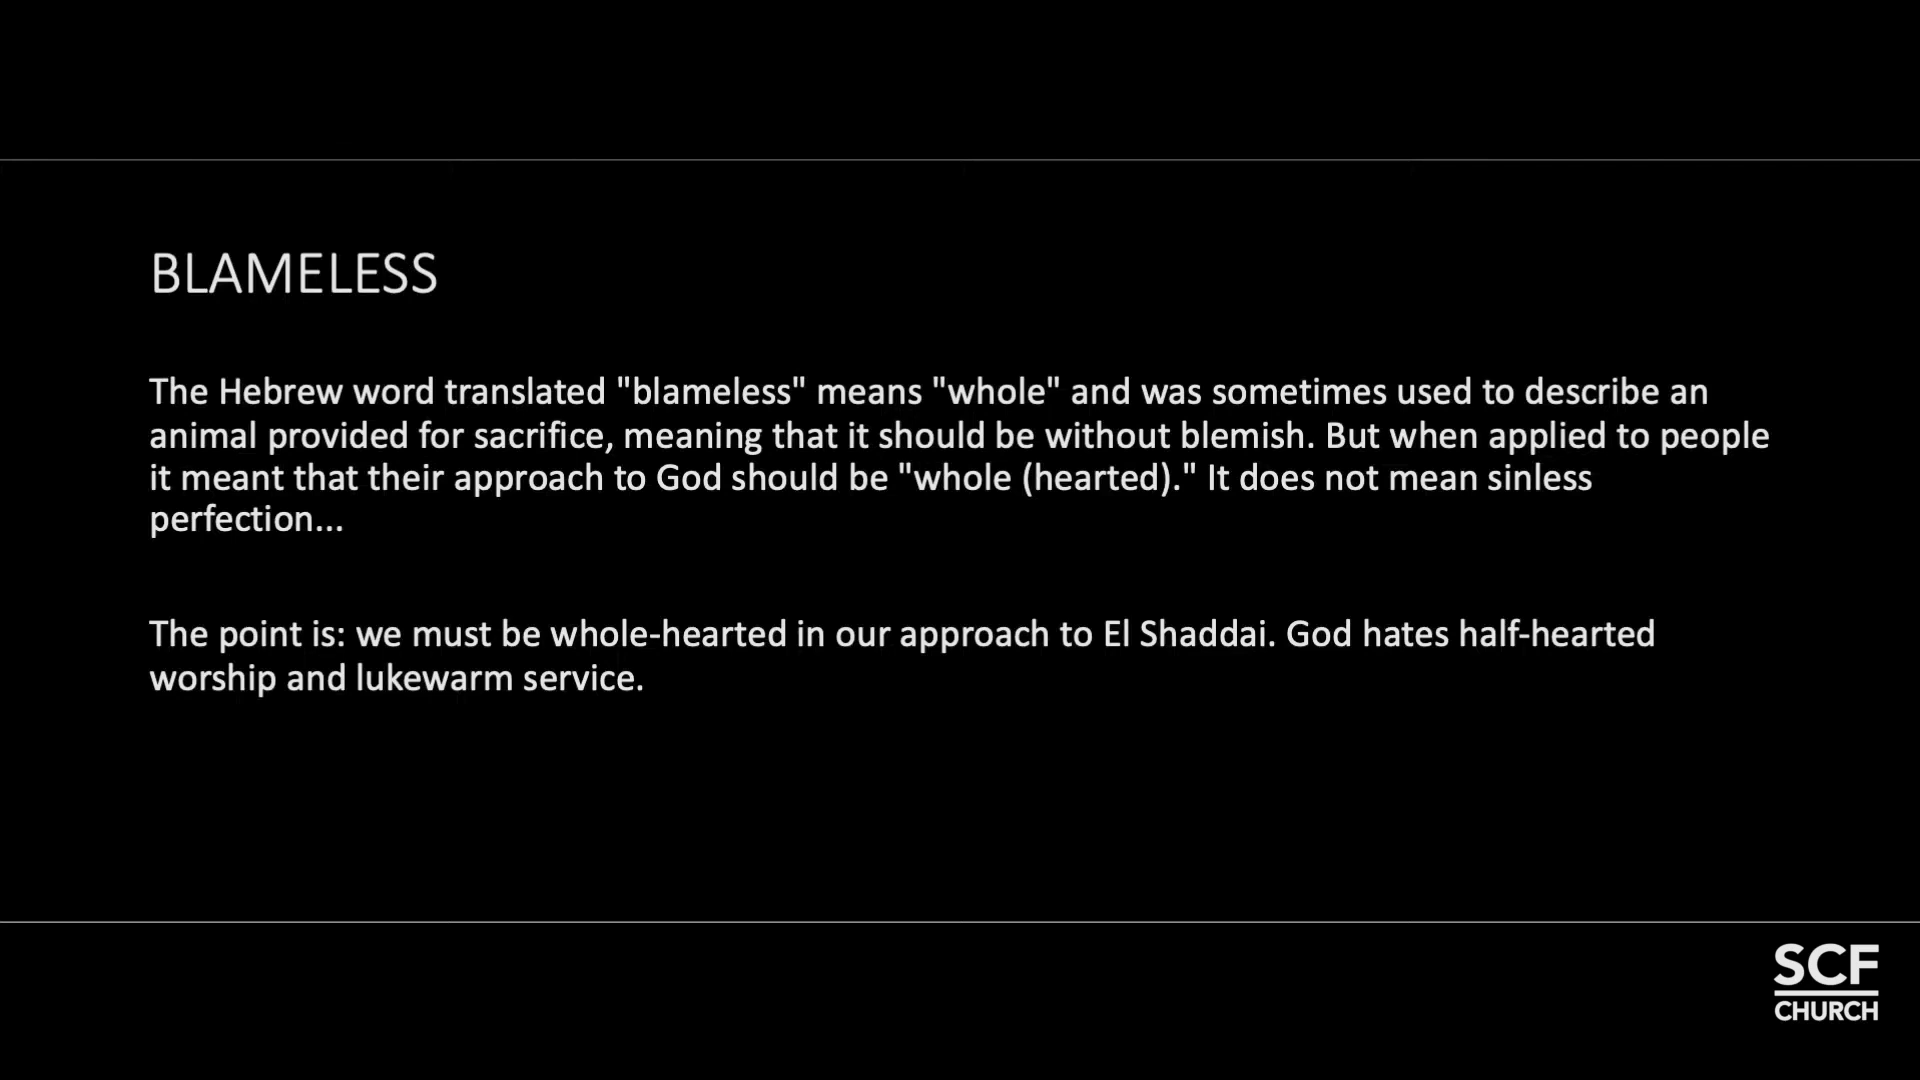 BLAMELESS
The Hebrew word translated "blameless" means "whole" and was sometimes used to describe an
animal provided for sacrifice, meaning that it should be without blemish. But when applied to people
it meant that their approach to God should be "whole (hearted)." It does not mean sinless
perfection...
The point is: we must be whole-hearted in our approach to El Shaddai. God hates half-hearted
worship and lukewarm service.
SCF
CHURCH